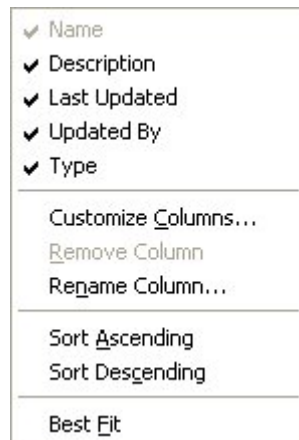 Name
Description
Last Updated
Updated By
Type
Customize Columns...
Remove Column
Rename Column...
Sort Ascending
Sort Descending
Best Fit